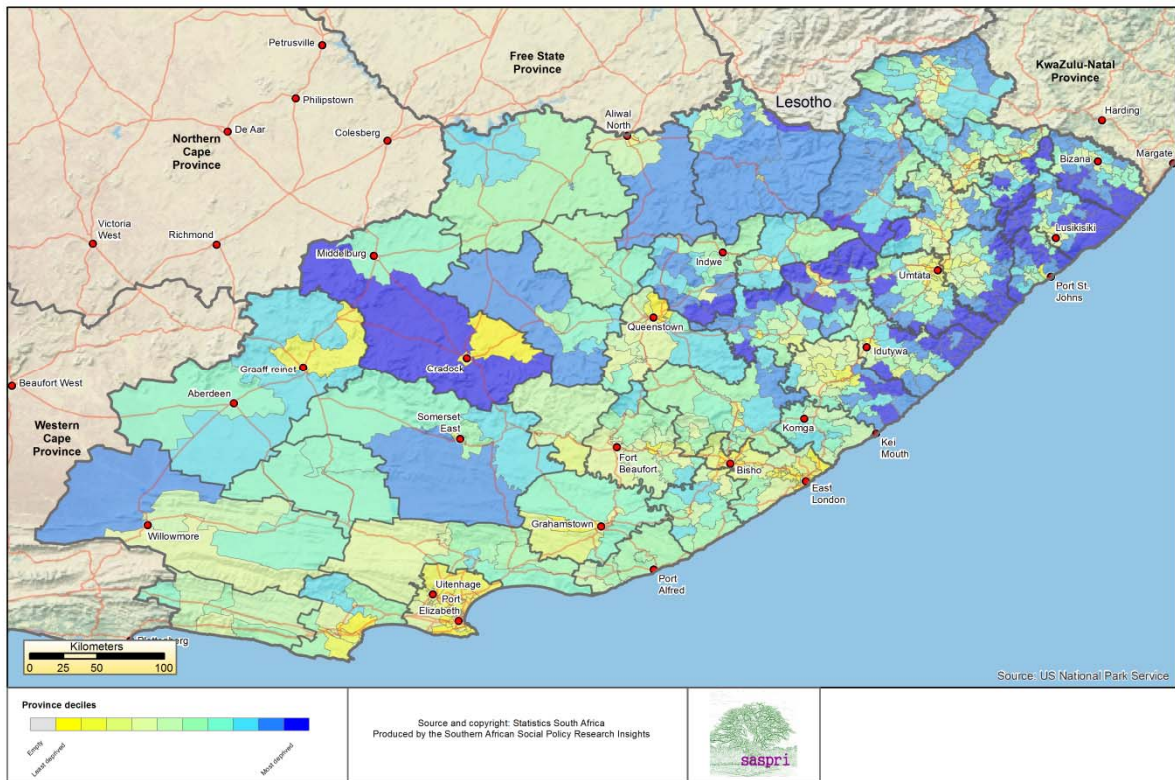 Petrusville
Free State
Province
KwaZulu-Natal
Province
Philipstown
Lesotho
Aliwal
North
Harding
De Aar
Colesberg
Northern
Cape
Province
Margate
Bizana
Victoria
West
Richmond
Middelburg
Indwe
Lusikisiki
Umtata
Port St.
Johns
Queenstown
Idutywa
Cradock
Graaff reinet
Beaufort West
Aberdeen
Somerset
East
Komga
Kei
Mouth
Western
Cape
Province
Fort
Beaufort
Bisho
East
London
Grahamstown
Willowmore
Port
Alfred
Uitenhage
Port
Elizabeth
Kilometers
0 25 50 100
Source: US National Park Service
Province deciles
Empty
Least deprived
Most deprived
Source and copyright: Statistics South Africa
Produced by the Southern African Social Policy Research Insights
saspri